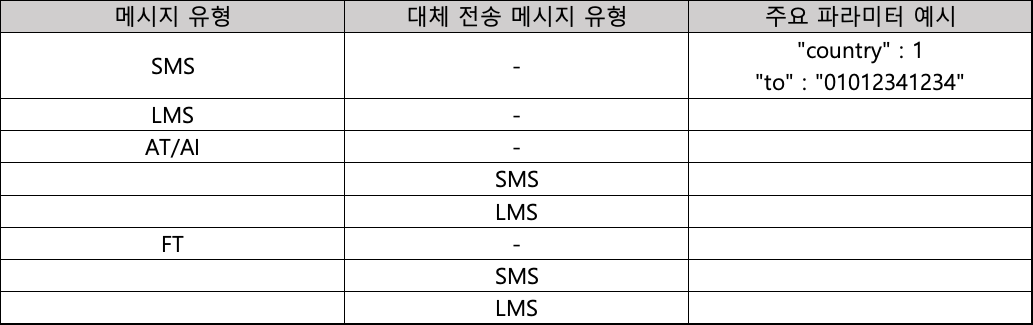 메시지 유형 대체 전송 메시지 유형 주요 파라미터 예시
SMS - "country" : 1
"to" : "01012341234"
LMS -
AT/AI -
SMS
LMS
FT -
SMS
LMS